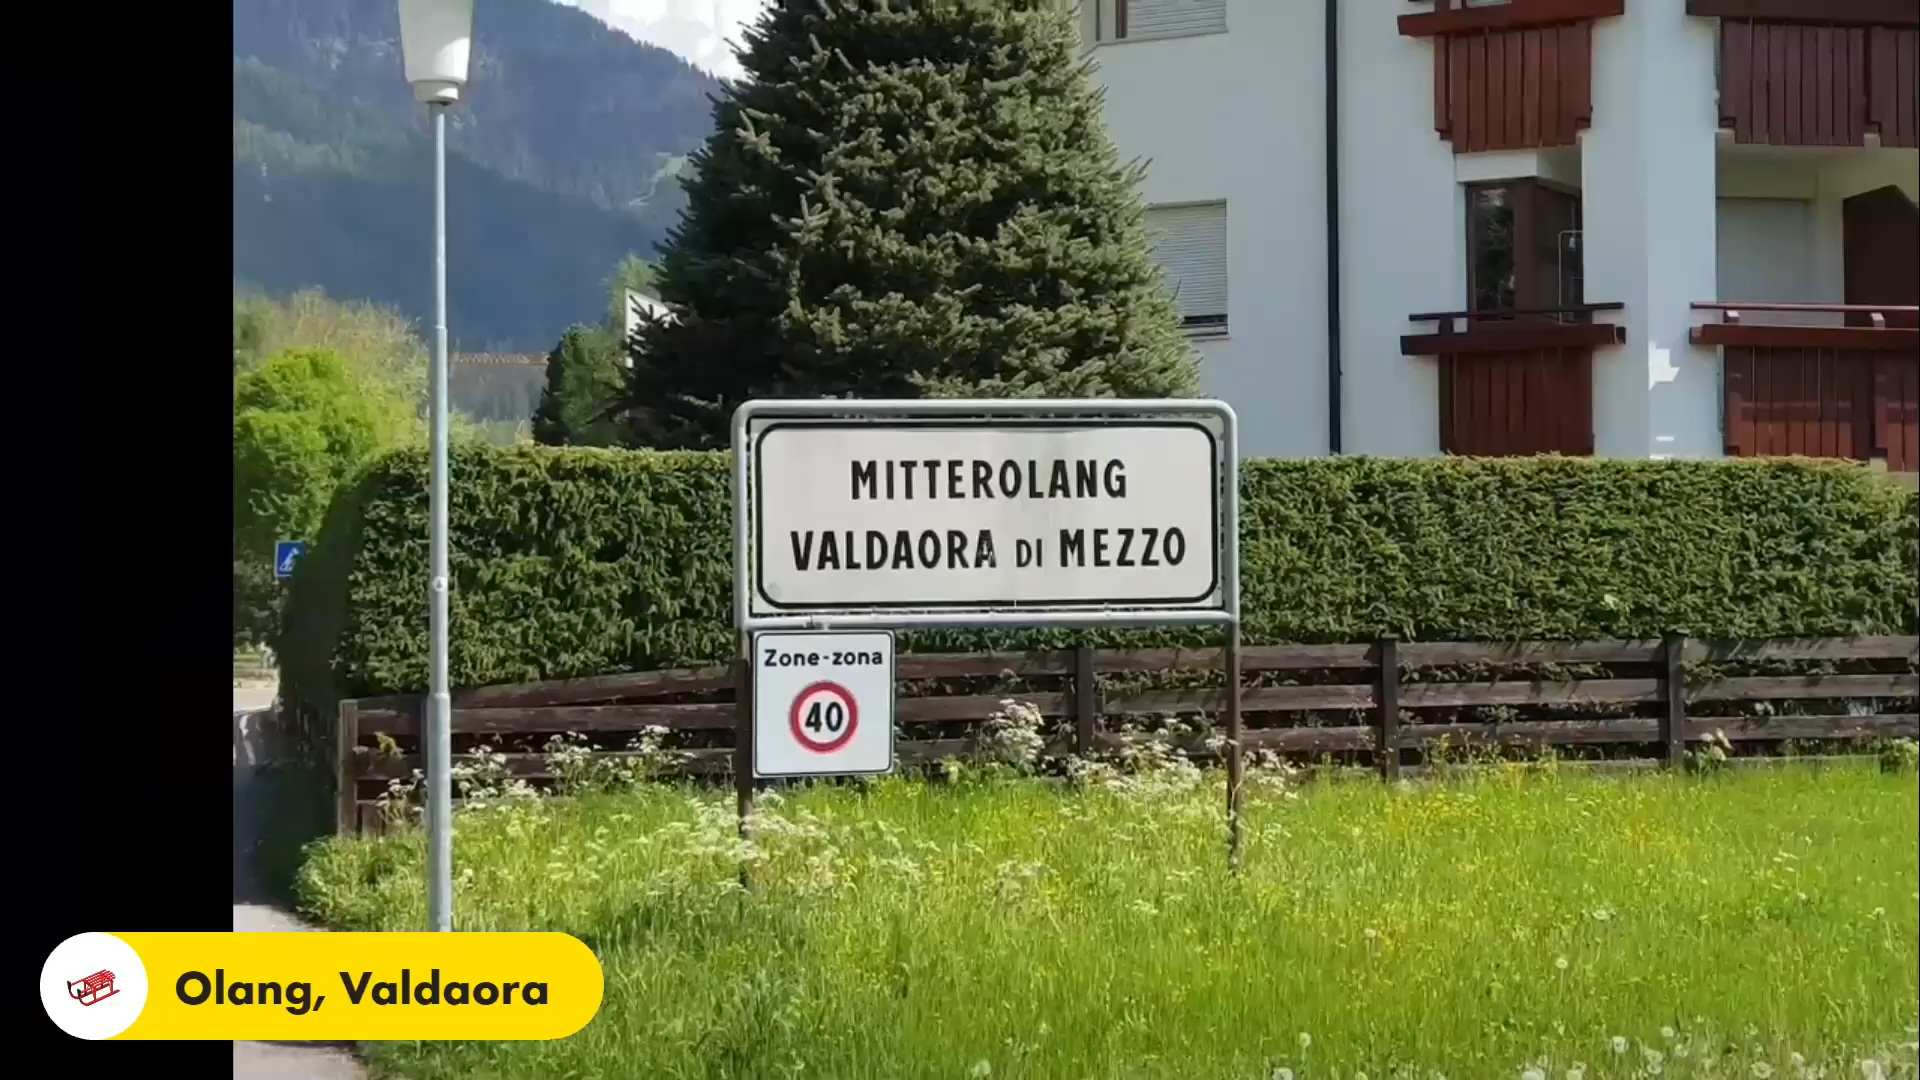 MITTEROLANG
VALDAORA DI MEZZO
Zone-zona
40
Olang, Valdaora